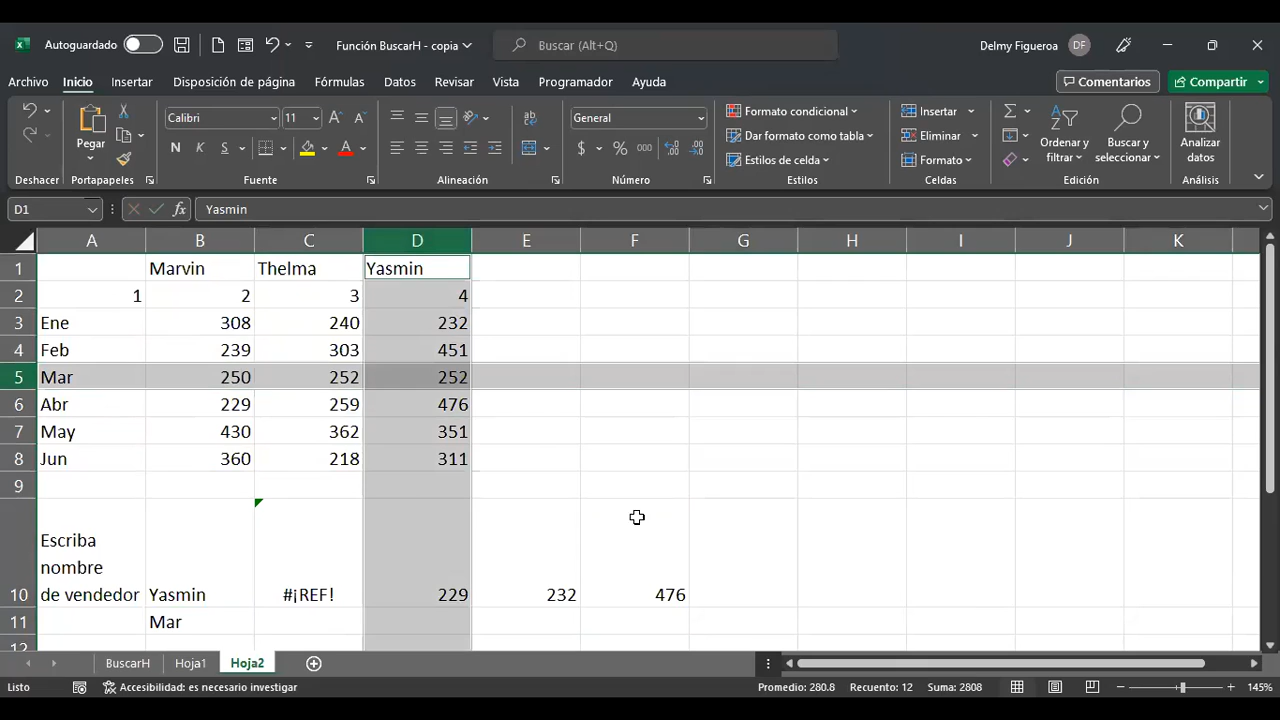 Autoguardado
Función BuscarH - copia
Buscar (Alt+Q)
Delmy Figueroa
DF
Archivo Inicio Insertar Disposición de página Fórmulas Datos Revisar Vista Programador Ayuda
Comentarios
Compartir
Pegar
Calibri
11
N K S
General
$ % 000
Formato condicional
Dar formato como tabla
Estilos de celda
Insertar
Eliminar
Formato
Ordenar y
filtrar
Buscar y
seleccionar
Analizar
datos
Deshacer Portapapeles Fuente Alineación Número Estilos Celdas Edición Análisis
D1
fx
Yasmin
A B C D E F G H I J K
1 Marvin Thelma Yasmin
2 1 2 3 4
3 Ene 308 240 232
4 Feb 239 303 451
5 Mar 250 252 252
6 Abr 229 259 476
7 May 430 362 351
8 Jun 360 218 311
9
Escriba
nombre
10 de vendedor Yasmin #¡REF! 229 232 476
11 Mar
12
BuscarH Hoja1 Hoja2
Listo
Accesibilidad: es necesario investigar
Promedio: 280.8 Recuento: 12 Suma: 2808
145%